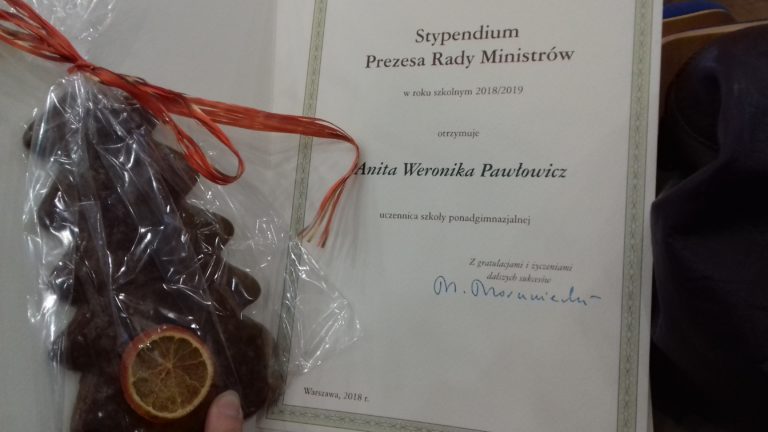 Stypendium
Prezesa Rady Ministrów
w roku szkolnym 2018/2019
otrzymuje
Anita Weronika Pawłowicz
uczennica szkoły ponadgimnazjalnej
Z gratulacjami i życzeniami
dalszych sukcesów
M. Morawiecki
Warszawa, 2018 r.